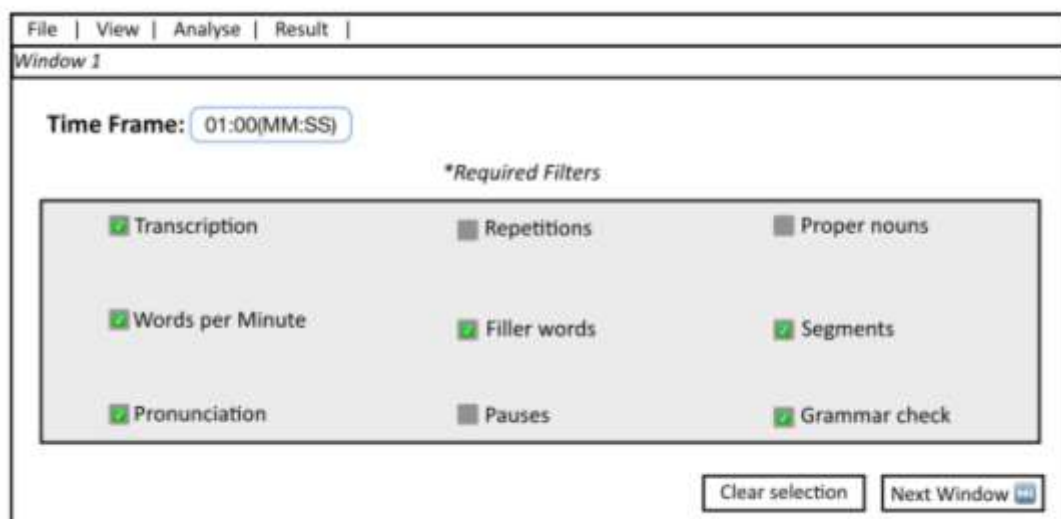 File | View | Analyse | Result |
Window 1
Time Frame: 01:00(MM:SS)
*Required Filters
Transcription Repetitions Proper nouns
Words per Minute Filler words Segments
Pronunciation Pauses Grammar check
Clear selection Next Window